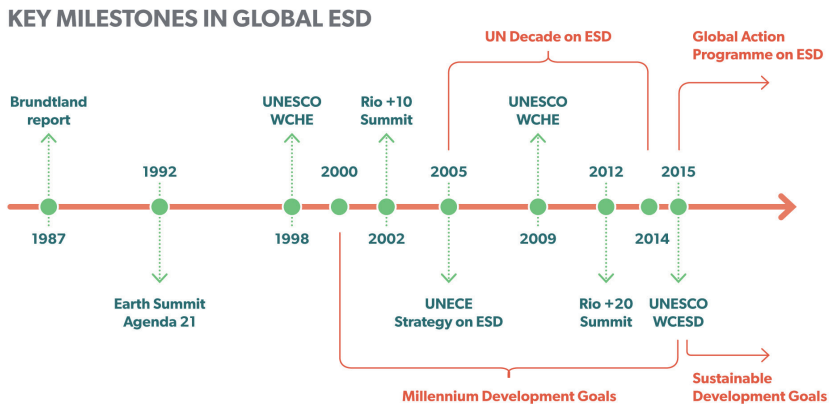 KEY MILESTONES IN GLOBAL ESD
UN Decade on ESD
Global Action
Programme on ESD
Brundtland
report
UNESCO
WCHE
Rio +10
Summit
UNESCO
WCHE
1992
2000
2005
2012
2015
1987
1998
2002
2009
2014
Earth Summit
Agenda 21
UNECE
Strategy on ESD
Rio +20
Summit
UNESCO
WCESD
Millennium Development Goals
Sustainable
Development Goals